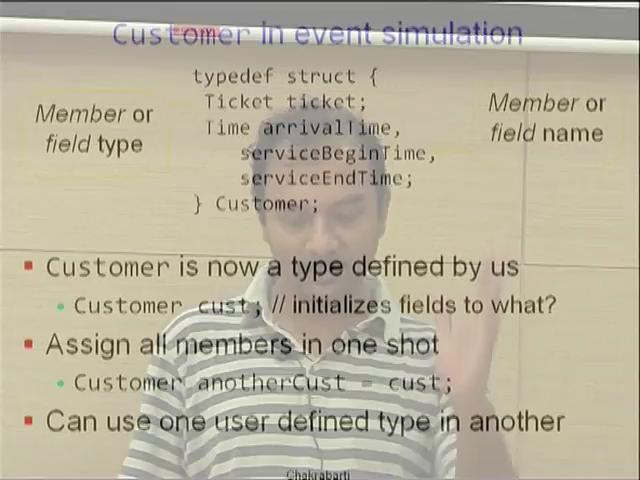 Customer in event simulation
typedef struct {
Ticket ticket;
Time arrivalTime,
serviceBeginTime,
serviceEndTime;
} Customer;
Member or
field type
Member or
field name
Customer is now a type defined by us
Customer cust; // initializes fields to what?
Assign all members in one shot
Customer anotherCust = cust;
Can use one user defined type in another
Chakrabarti